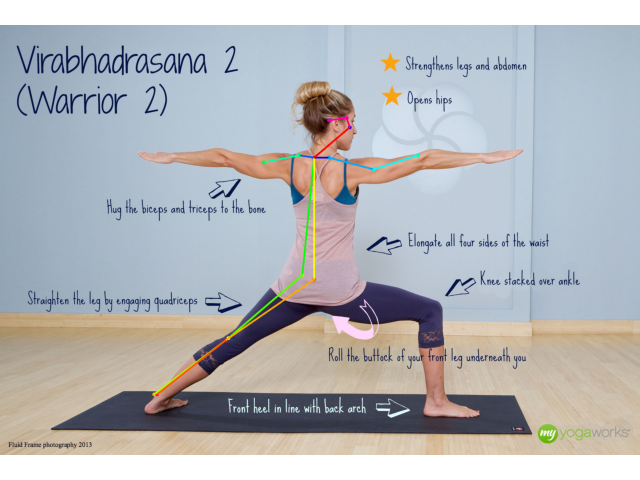 Virabhadrasana 2
(Warrior 2)
Strengthens legs and abdomen
Opens hips
Hug the biceps and triceps to the bone
Elongate all four sides of the waist
Knee stacked over ankle
Straighten the leg by engaging quadriceps
Roll the buttock of your front leg underneath you
Front heel in line with back arch
my yogaworks
Fluid Frame photography 2013